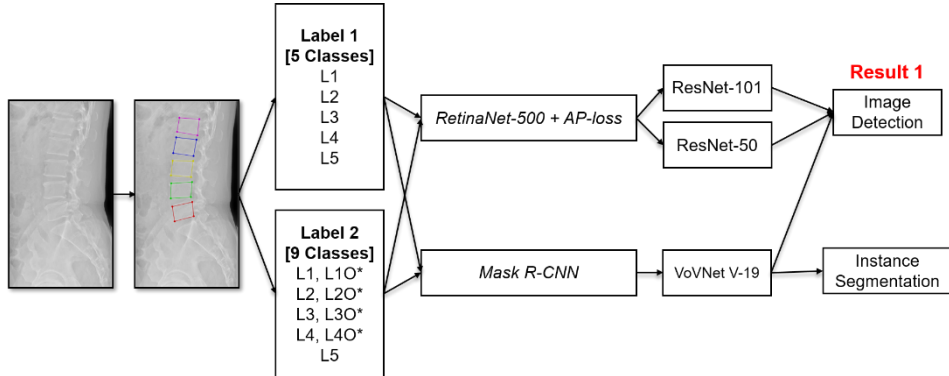 Label 1
[5 Classes]
L1
L2
L3
L4
L5
Label 2
[9 Classes]
L1, L1O*
L2, L2O*
L3, L3O*
L4, L4O*
L5
RetinaNet-500 + AP-loss
Mask R-CNN
ResNet-101
ResNet-50
VoVNet V-19
Result 1
Image
Detection
Instance
Segmentation